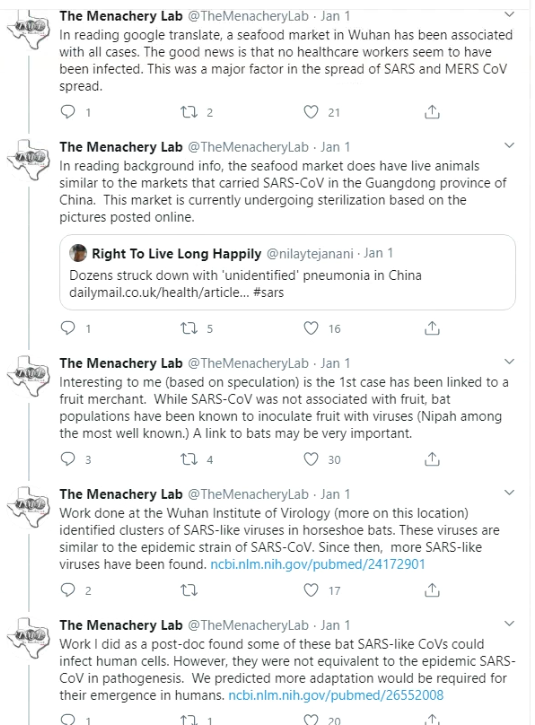 The Menachery Lab @TheMenacheryLab · Jan 1
In reading google translate, a seafood market in Wuhan has been associated
with all cases. The good news is that no healthcare workers seem to have
been infected. This was a major factor in the spread of SARS and MERS CoV
spread.
1 2 21
The Menachery Lab @TheMenacheryLab · Jan 1
In reading background info, the seafood market does have live animals
similar to the markets that carried SARS-CoV in the Guangdong province of
China. This market is currently undergoing sterilization based on the
pictures posted online.
Right To Live Long Happily @nilaytejanani · Jan 1
Dozens struck down with 'unidentified' pneumonia in China
dailymail.co.uk/health/article... #sars
1 5 16
The Menachery Lab @TheMenacheryLab · Jan 1
Interesting to me (based on speculation) is the 1st case has been linked to a
fruit merchant. While SARS-CoV was not associated with fruit, bat
populations have been known to inoculate fruit with viruses (Nipah among
the most well known.) A link to bats may be very important.
3 4 30
The Menachery Lab @TheMenacheryLab · Jan 1
Work done at the Wuhan Institute of Virology (more on this location)
identified clusters of SARS-like viruses in horseshoe bats. These viruses are
similar to the epidemic strain of SARS-CoV. Since then, more SARS-like
viruses have been found. ncbi.nlm.nih.gov/pubmed/24172901
2 17
The Menachery Lab @TheMenacheryLab · Jan 1
Work I did as a post-doc found some of these bat SARS-like CoVs could
infect human cells. However, they were not equivalent to the epidemic SARS-
CoV in pathogenesis. We predicted more adaptation would be required for
their emergence in humans. ncbi.nlm.nih.gov/pubmed/26552008
1 1 20